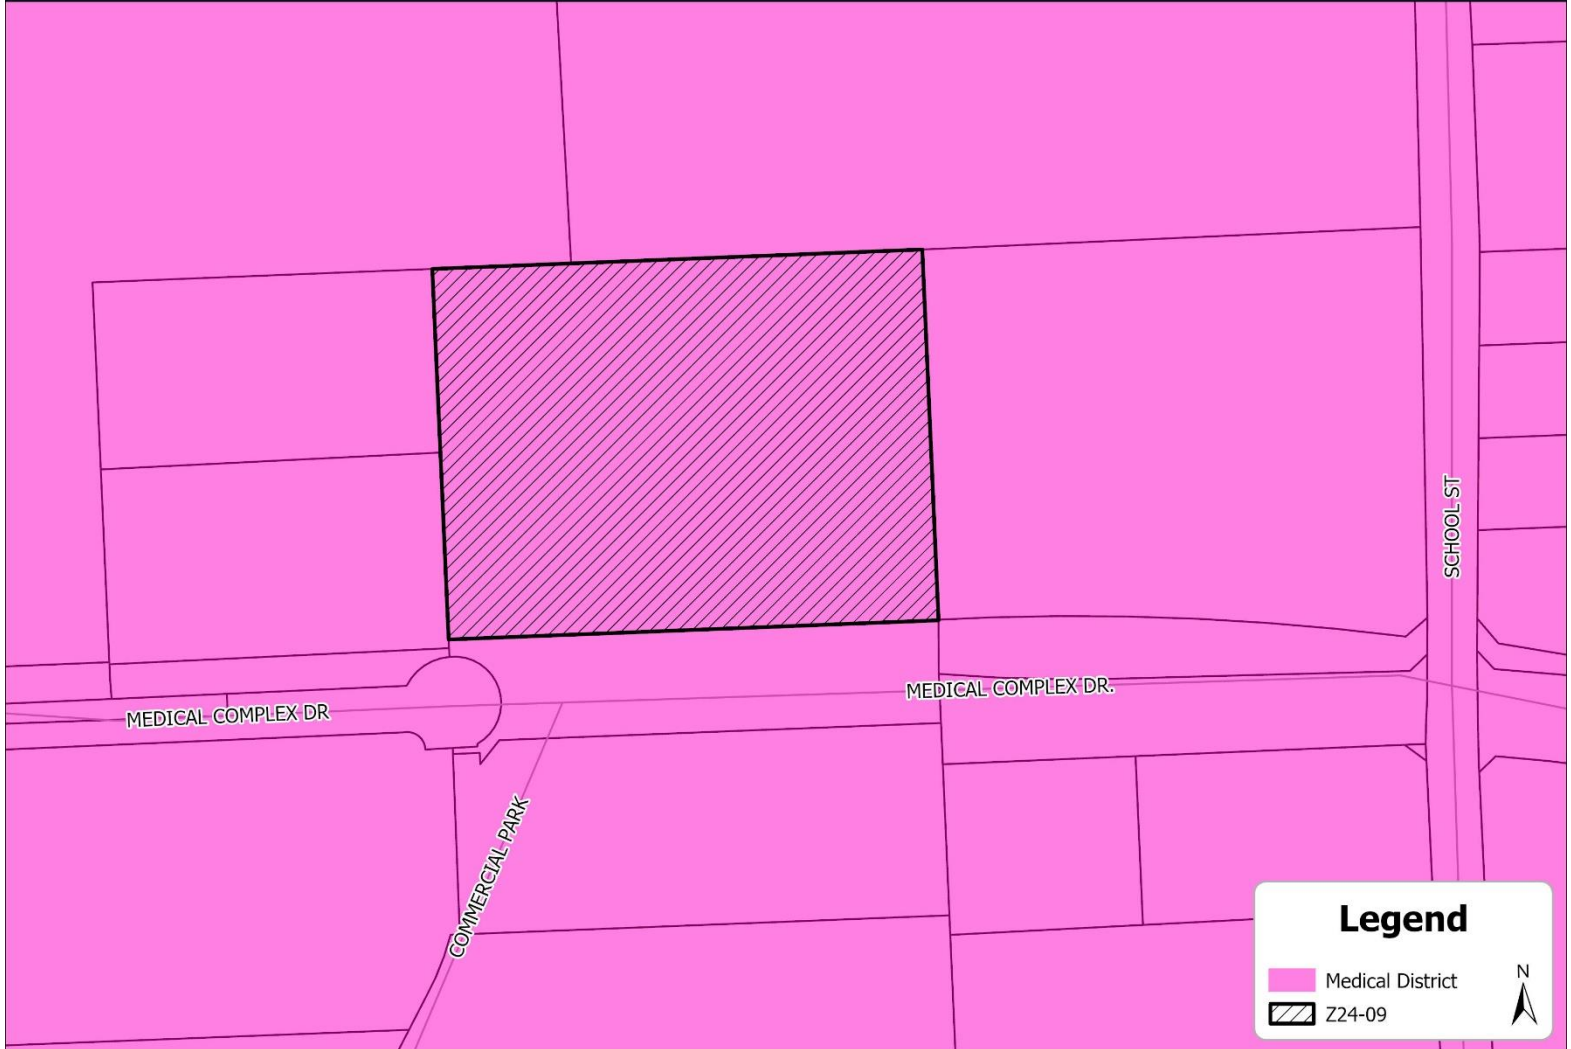 SCHOOL ST
MEDICAL COMPLEX DR.
MEDICAL COMPLEX DR
COMMERCIAL PARK
Legend
Medical District
Z24-09
N